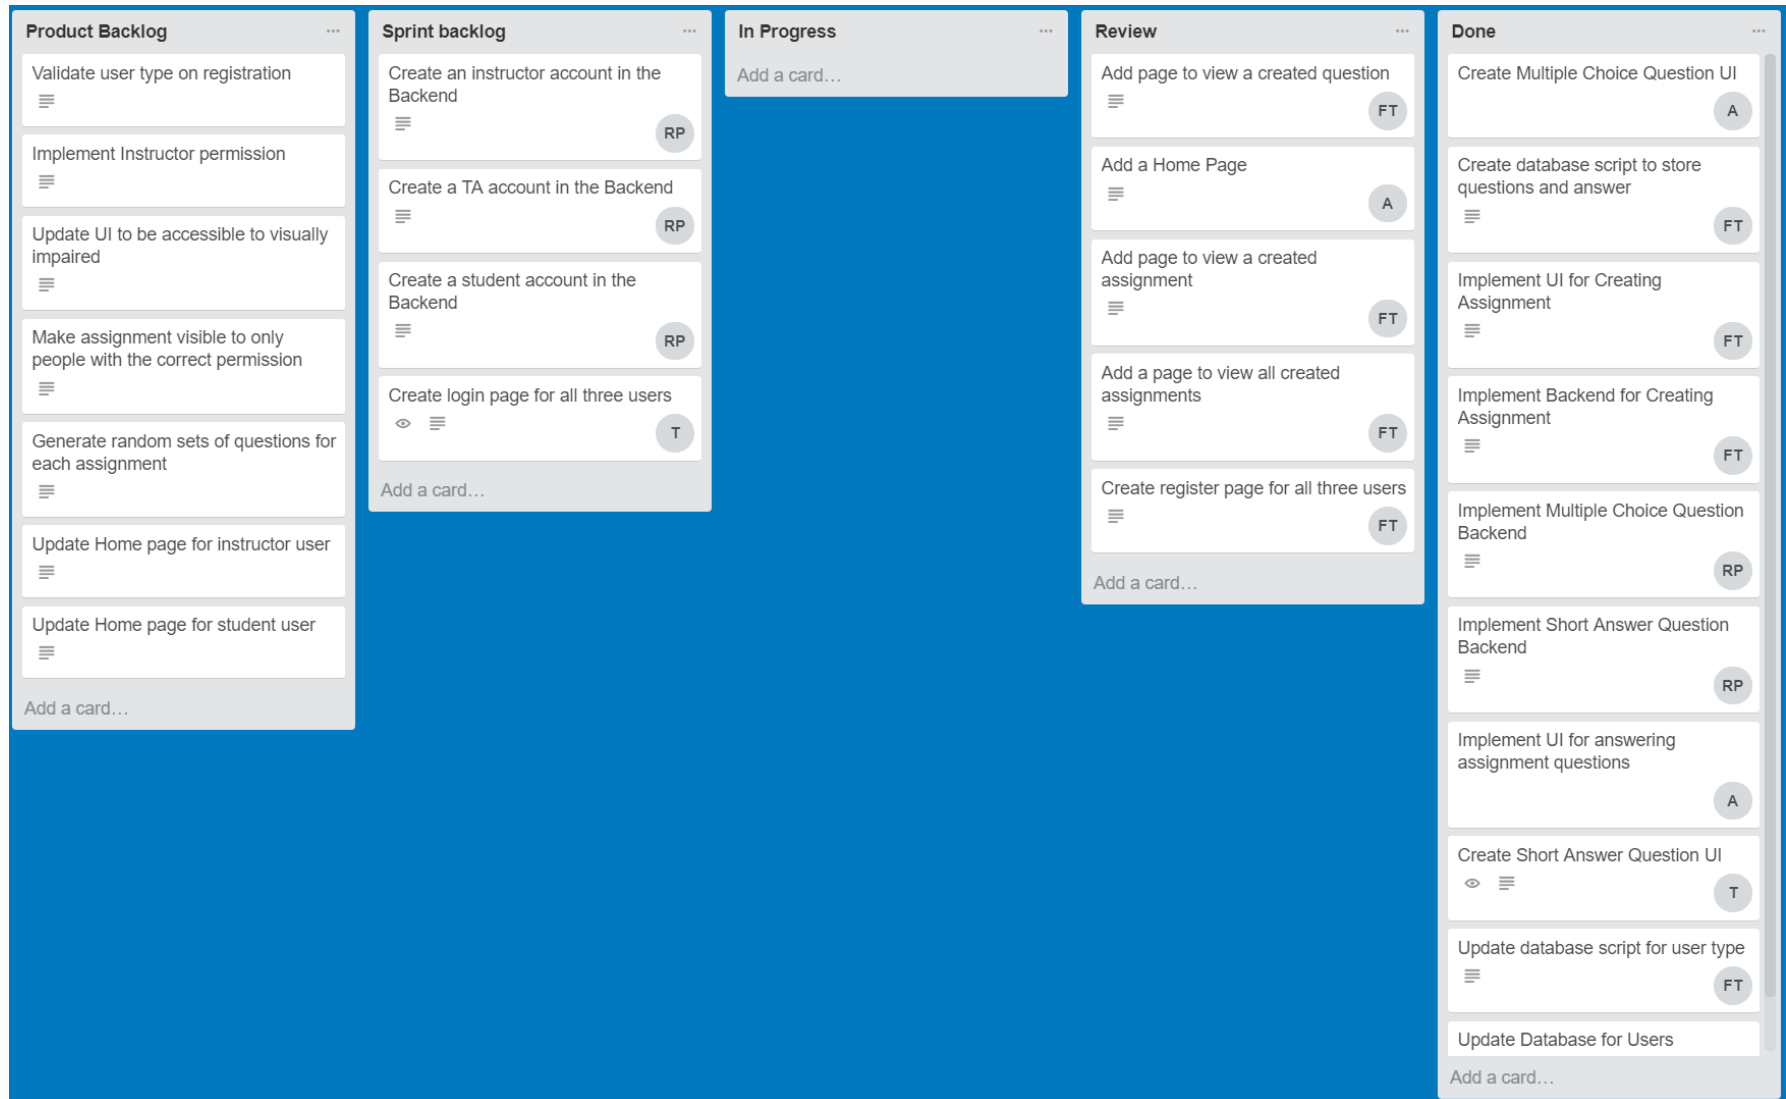 Product Backlog
Validate user type on registration
Implement Instructor permission
Update UI to be accessible to visually
impaired
Make assignment visible to only
people with the correct permission
Generate random sets of questions for
each assignment
Update Home page for instructor user
Update Home page for student user
Add a card…
Sprint backlog
Create an instructor account in the
Backend
RP
Create a TA account in the Backend
RP
Create a student account in the
Backend
RP
Create login page for all three users
T
Add a card…
In Progress
Add a card…
Review
Add page to view a created question
FT
Add a Home Page
A
Add page to view a created
assignment
FT
Add a page to view all created
assignments
FT
Create register page for all three users
FT
Add a card…
Done
Create Multiple Choice Question UI
A
Create database script to store
questions and answer
FT
Implement UI for Creating
Assignment
FT
Implement Backend for Creating
Assignment
FT
Implement Multiple Choice Question
Backend
RP
Implement Short Answer Question
Backend
RP
Implement UI for answering
assignment questions
A
Create Short Answer Question UI
T
Update database script for user type
FT
Update Database for Users
Add a card…